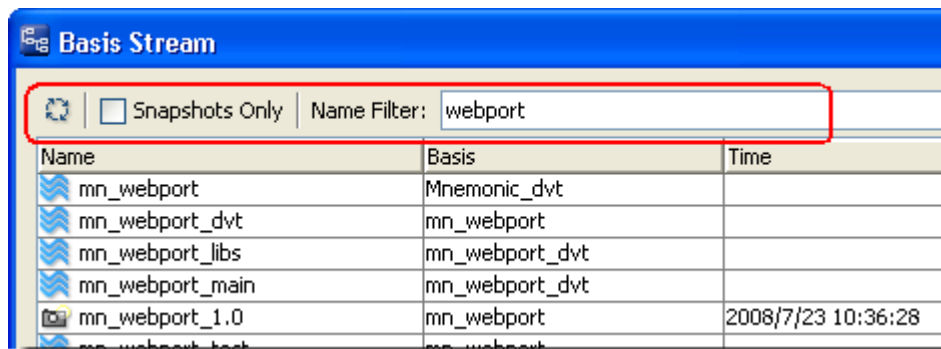 Basis Stream
Snapshots Only Name Filter: webport
Name Basis Time
mn_webport Mnemonic_dvt
mn_webport_dvt mn_webport
mn_webport_libs mn_webport_dvt
mn_webport_main mn_webport_dvt
mn_webport_1.0 mn_webport 2008/7/23 10:36:28